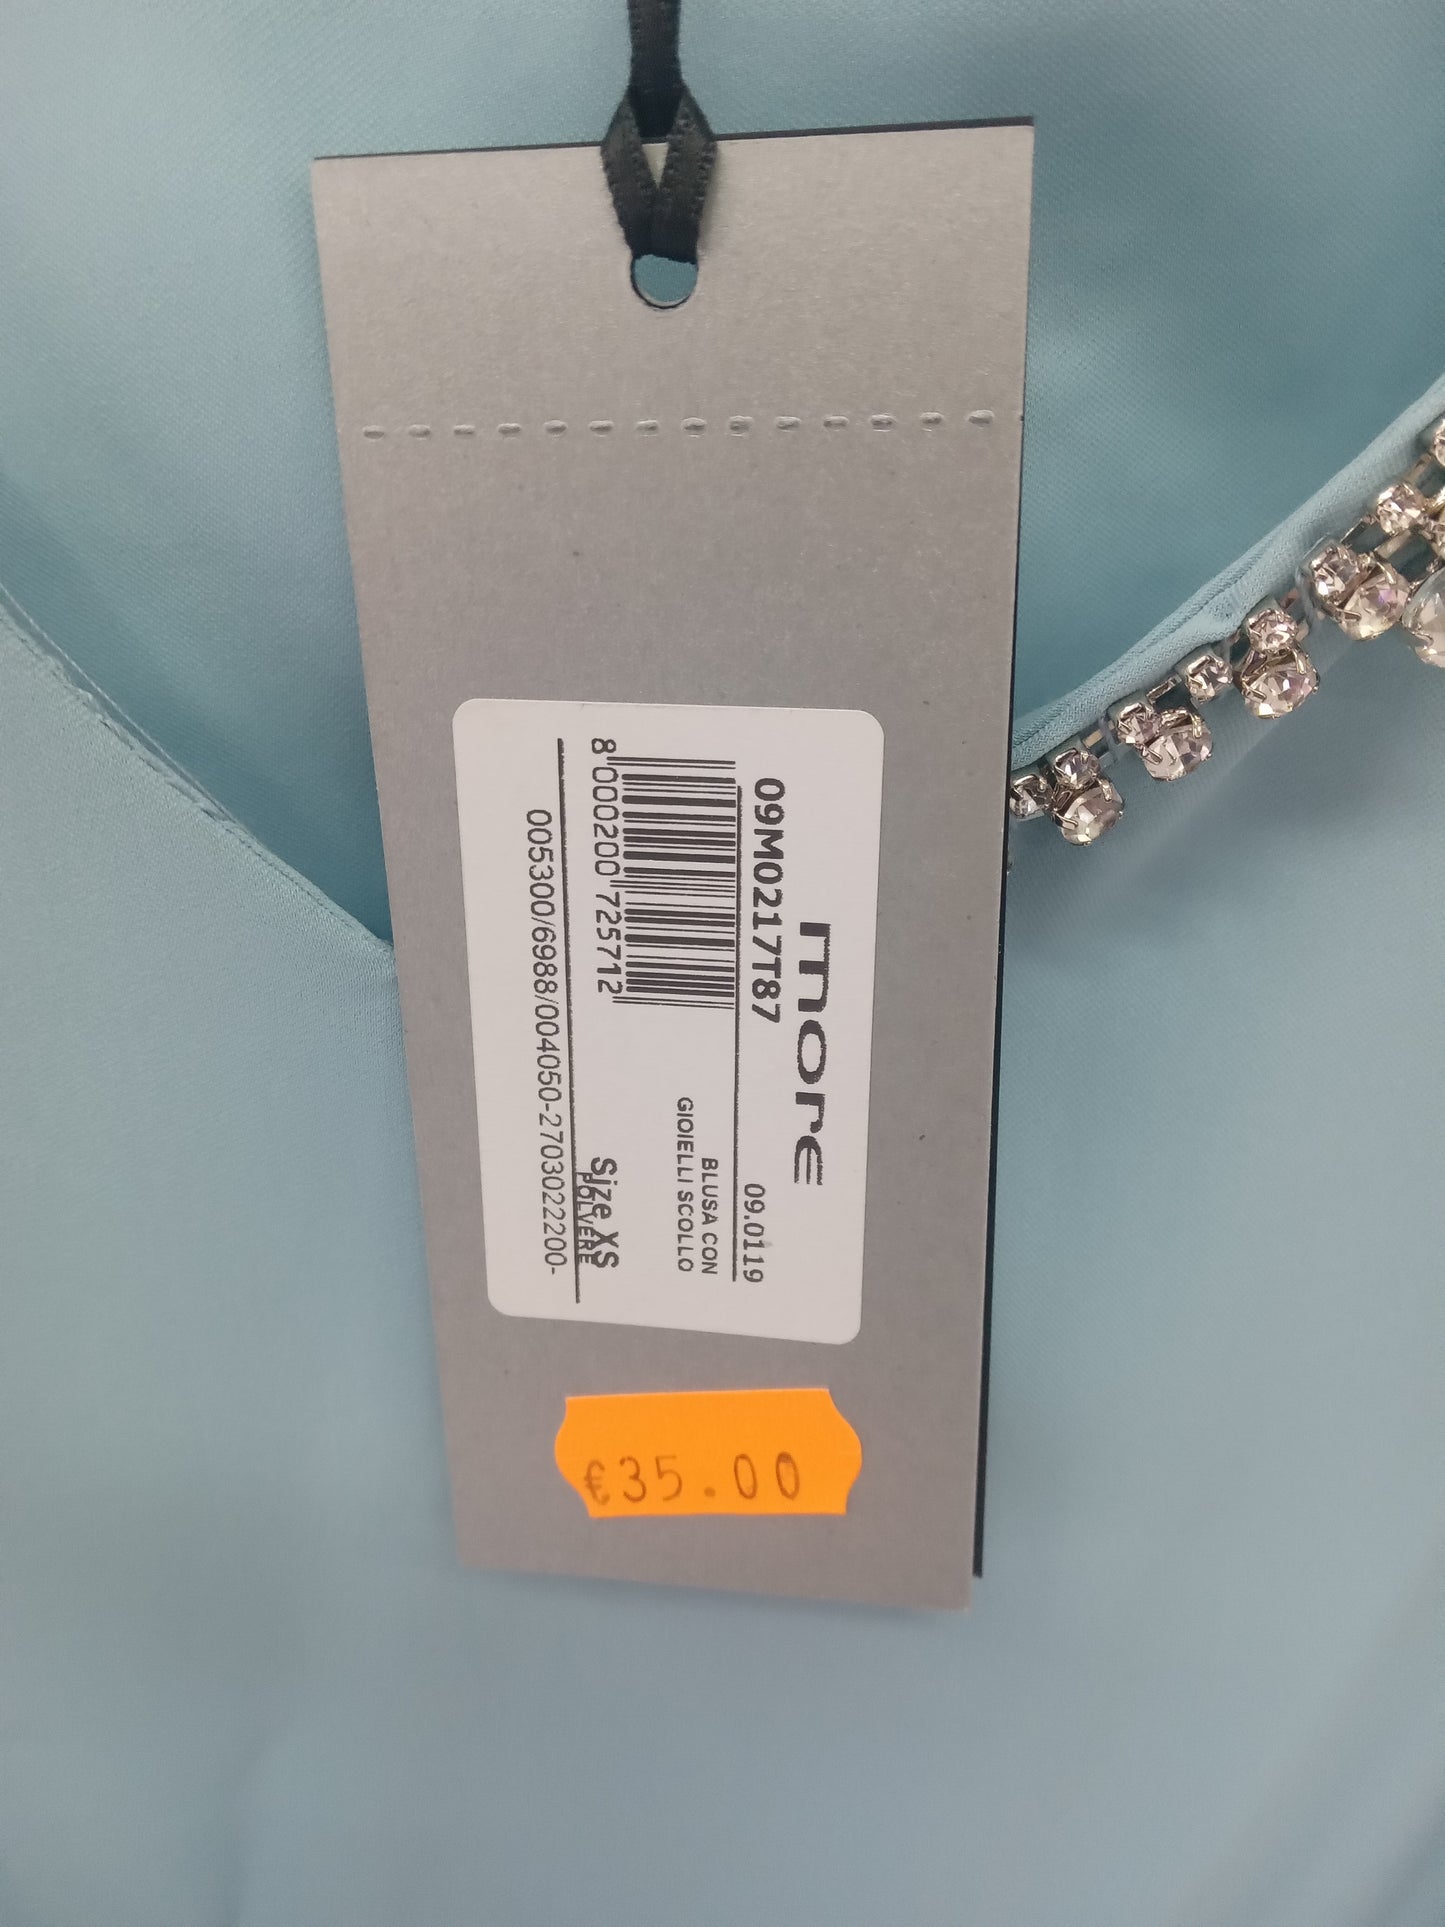 more
09M0217T87 09.0119
BLUSA CON
GIOIELLI SCOLLO
8 000200 725712
Size XS
POLVERE
005300/6988/004050-2703022200-
€35.00